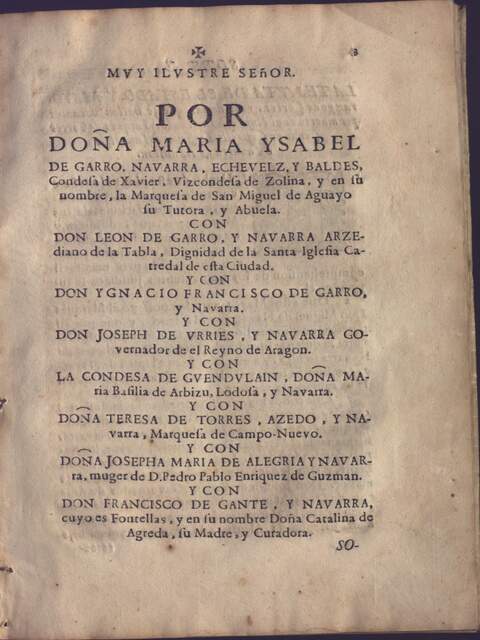 ✠
MVY ILVSTRE SEñOR.
POR
DOÑA MARIA YSABEL
DE GARRO, NAVARRA, ECHEVELZ, Y BALDES,
Condesa de Xavier, Vizcondesa de Zolina, y en su
nombre, la Marquesa de San Miguel de Aguayo
su Tutora, y Abuela.
CON
DON LEON DE GARRO, Y NAVARRA ARZE-
diano de la Tabla, Dignidad de la Santa Iglesia Ca-
tredal de esta Ciudad.
Y CON
DON YGNACIO FRANCISCO DE GARRO,
y Navarra.
Y CON
DON JOSEPH DE VRRIES, Y NAVARRA GO-
vernador de el Reyno de Aragon.
Y CON
LA CONDESA DE GVENDVLAIN, DOÑA MA-
ria Basilia de Arbizu, Lodosa, y Navarra.
Y CON
DOÑA TERESA DE TORRES, AZEDO, Y NA-
varra, Marquesa de Campo-Nuevo.
Y CON
DOÑA JOSEPHA MARIA DE ALEGRIA Y NAVAR-
ra, muger de D. Pedro Pablo Enriquez de Guzman.
Y CON
DON FRANCISCO DE GANTE, Y NAVARRA,
cuyo es Fontellas, y en su nombre Doña Catalina de
Agreda, su Madre, y Curadora.
SO-